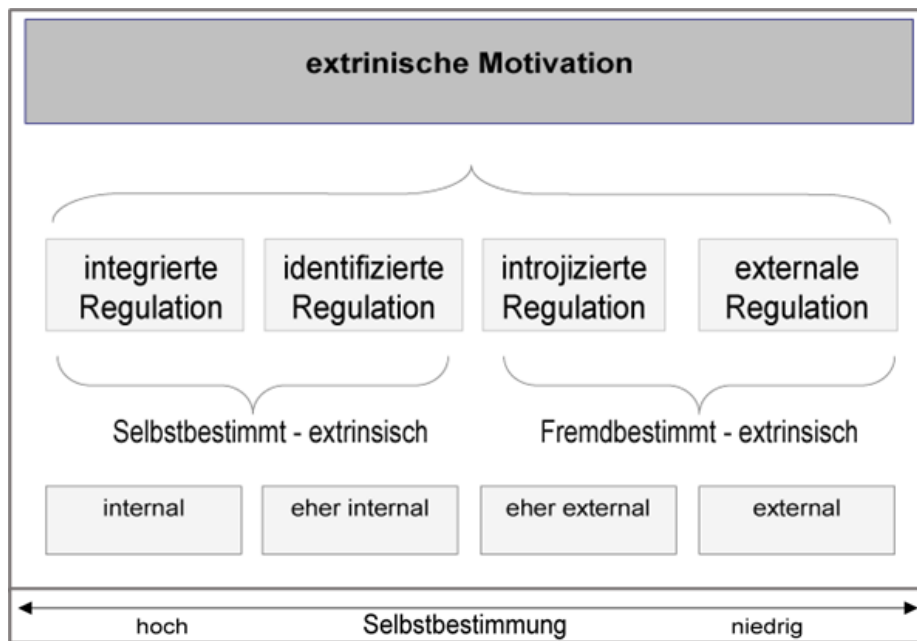 extrinische Motivation
integrierte identifizierte introjizierte externale
Regulation Regulation Regulation Regulation
Selbstbestimmt - extrinsisch Fremdbestimmt - extrinsisch
internal eher internal eher external external
hoch Selbstbestimmung niedrig